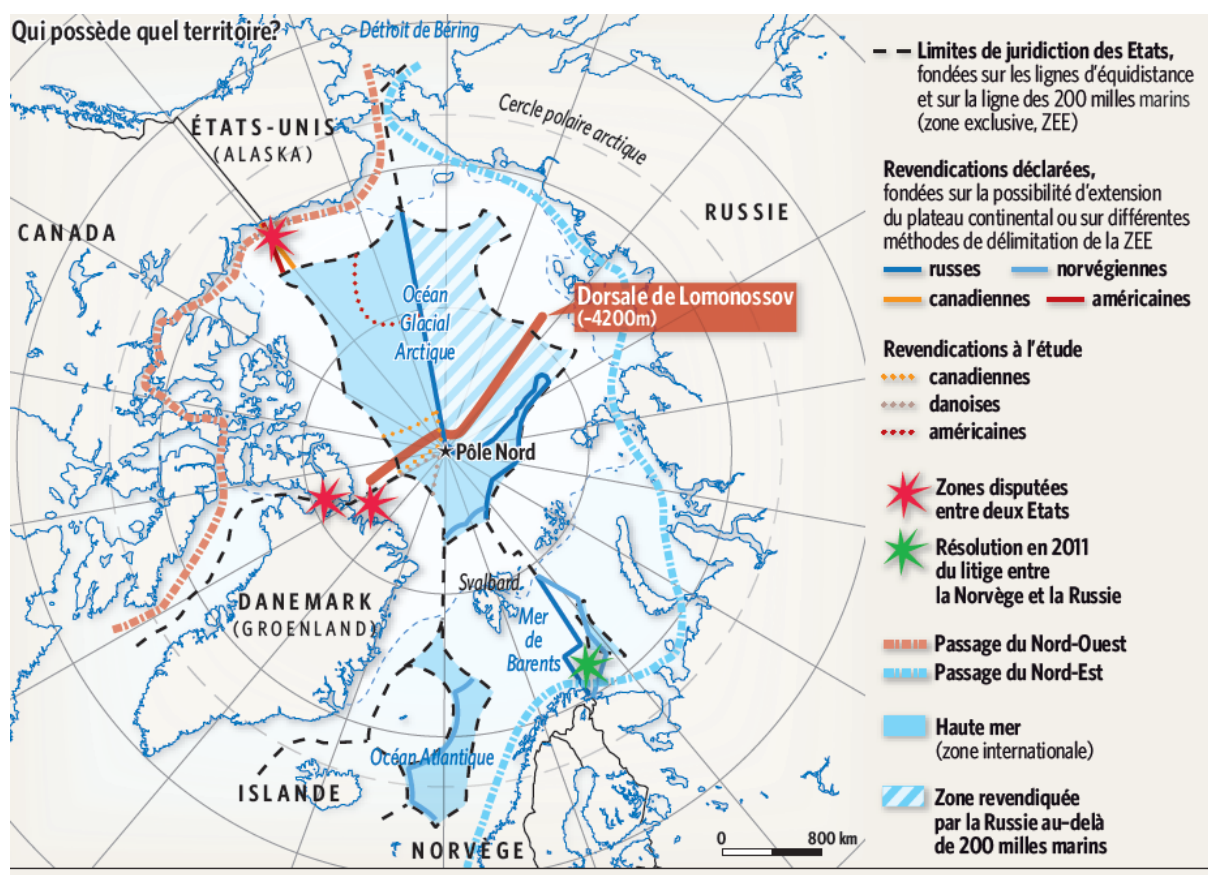 Qui possède quel territoire?
Détroit de Béring
Cercle polaire arctique
ÉTATS-UNIS
(ALASKA)
CANADA
RUSSIE
Océan
Glacial
Arctique
Dorsale de Lomonossov
(-4200m)
Pôle Nord
Svalbard
Mer
de
Barents
DANEMARK
(GROENLAND)
Océan Atlantique
ISLANDE
NORVÈGE
0 800 km
Limites de juridiction des Etats,
fondées sur les lignes d'équidistance
et sur la ligne des 200 milles marins
(zone exclusive, ZEE)
Revendications déclarées,
fondées sur la possibilité d'extension
du plateau continental ou sur différentes
méthodes de délimitation de la ZEE
russes norvégiennes
canadiennes américaines
Revendications à l'étude
canadiennes
danoises
américaines
Zones disputées
entre deux Etats
Résolution en 2011
du litige entre
la Norvège et la Russie
Passage du Nord-Ouest
Passage du Nord-Est
Haute mer
(zone internationale)
Zone revendiquée
par la Russie au-delà
de 200 milles marins